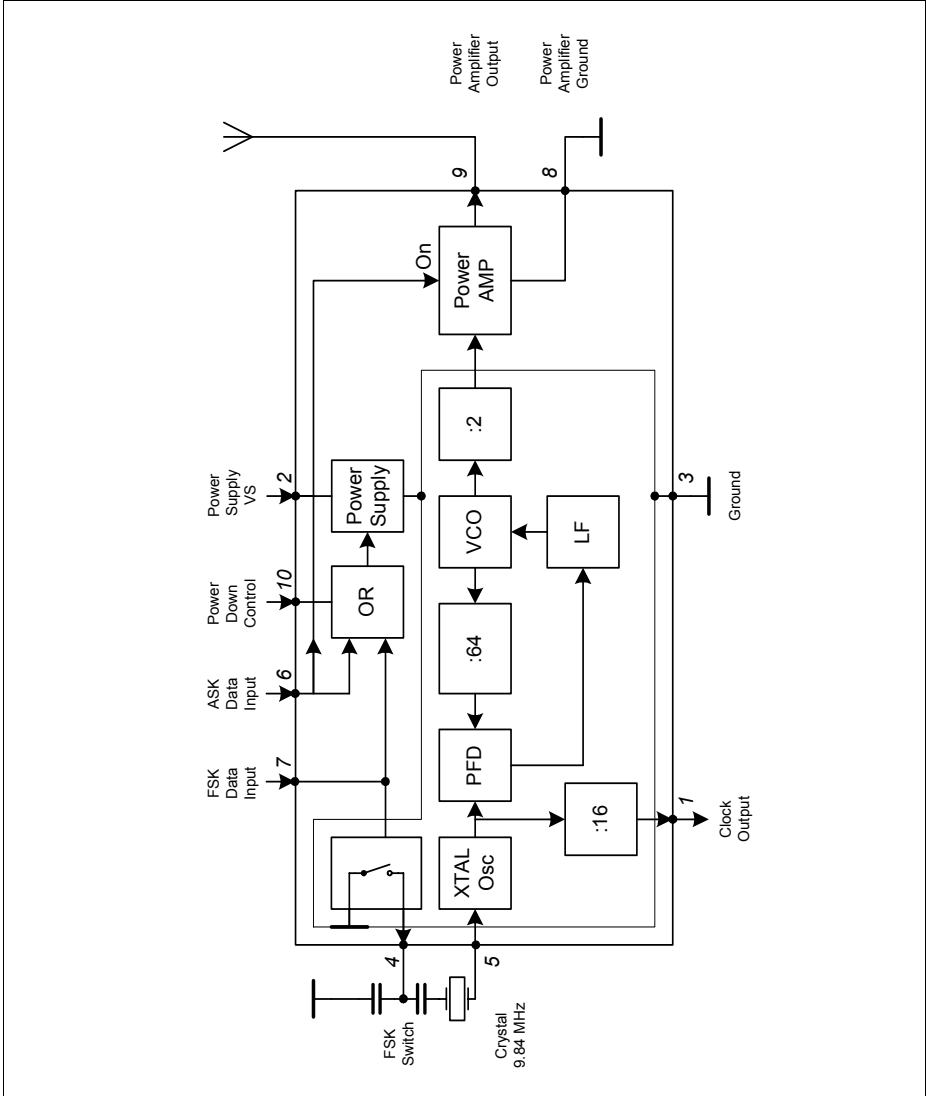 FSK
Data
Input
7
ASK
Data
Input
6
Power
Down
Control
10
Power
Supply
VS
2
Power
Amplifier
Output
9
Power
Amplifier
Ground
8
OR
Power
Supply
On
Power
AMP
FSK
Switch
4
Crystal
9.84 MHz
5
XTAL
Osc
PFD
:64
VCO
:2
:16
LF
1
Clock
Output
3
Ground